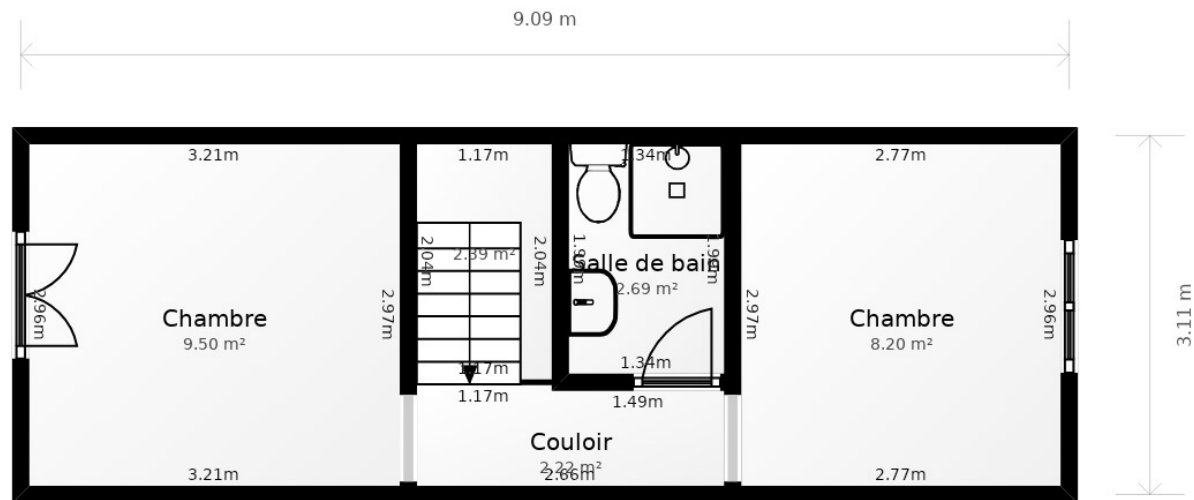 9.09 m
3.21m
1.17m
1.34m
2.77m
2.04m
2.39 m²
2.04m
1.99m
1.99m
Salle de bain
2.69 m²
2.96m
2.97m
2.97m
2.96m
3.11 m
Chambre
9.50 m²
Chambre
8.20 m²
1.17m
1.34m
1.17m
1.49m
Couloir
2.22 m²
3.21m
2.66m
2.77m